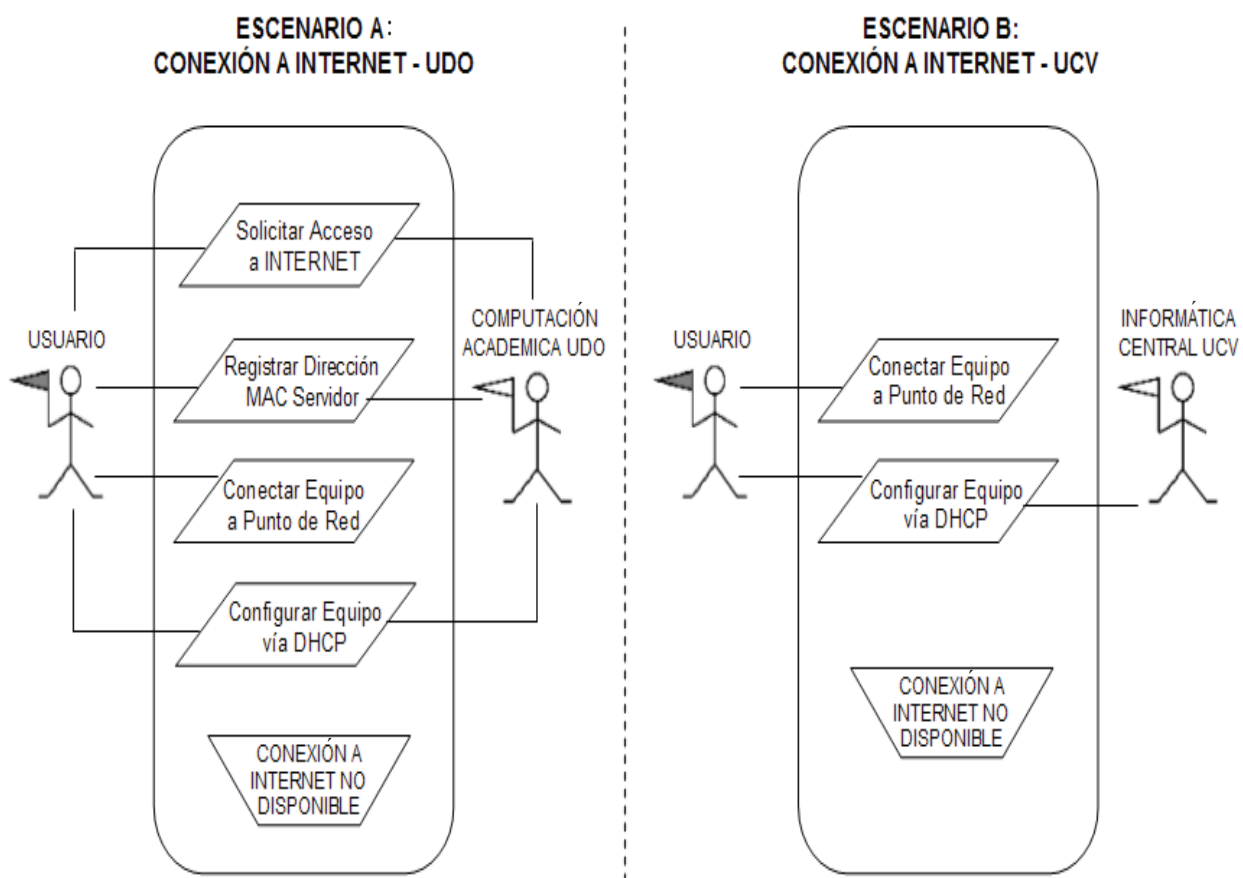 ESCENARIO A:
CONEXIÓN A INTERNET - UDO
Solicitar Acceso
a INTERNET
USUARIO
COMPUTACIÓN
ACADEMICA UDO
Registrar Dirección
MAC Servidor
Conectar Equipo
a Punto de Red
Configurar Equipo
vía DHCP
CONEXIÓN A
INTERNET NO
DISPONIBLE
ESCENARIO B:
CONEXIÓN A INTERNET - UCV
USUARIO
INFORMÁTICA
CENTRAL UCV
Conectar Equipo
a Punto de Red
Configurar Equipo
vía DHCP
CONEXIÓN A
INTERNET NO
DISPONIBLE